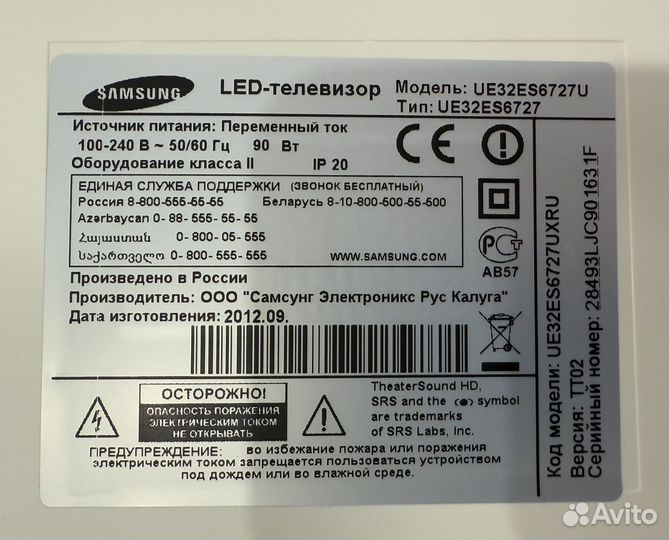 SAMSUNG
LED-телевизор
Модель: UE32ES6727U
Тип: UE32ES6727
Источник питания: Переменный ток
100-240 В ~ 50/60 Гц 90 Вт
Оборудование класса II IP 20
ЕДИНАЯ СЛУЖБА ПОДДЕРЖКИ (ЗВОНОК БЕСПЛАТНЫЙ)
Россия 8-800-555-55-55 Беларусь 8-10-800-500-55-500
Azərbaycan 0- 88- 555- 55- 55
Հայաստան 0- 800- 05- 555
საქართველო 0- 800- 555- 555
WWW.SAMSUNG.COM
CE
РСТ
АВ57
Произведено в России
Производитель: ООО "Самсунг Электроникс Рус Калуга"
Дата изготовления: 2012.09.
ОСТОРОЖНО!
ОПАСНОСТЬ ПОРАЖЕНИЯ
ЭЛЕКТРИЧЕСКИМ ТОКОМ
НЕ ОТКРЫВАТЬ
TheaterSound HD,
SRS and the (●) symbol
are trademarks
of SRS Labs, Inc.
ПРЕДУПРЕЖДЕНИЕ: во избежание пожара или поражения
электрическим током запрещается пользоваться устройством
под дождем или во влажной среде.
Код модели: UE32ES6727UXRU
Версия: TT02
Серийный номер: 28493LJC901631F
Avito